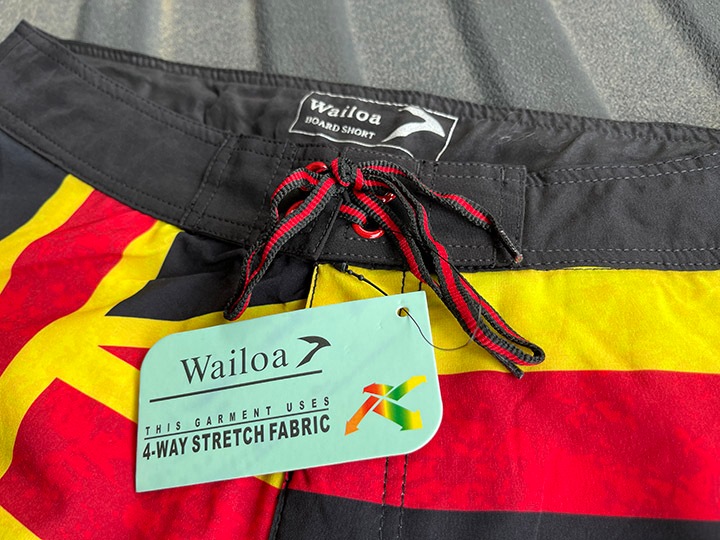 Wailoa
BOARD SHORT
Wailoa
THIS GARMENT USES
4-WAY STRETCH FABRIC